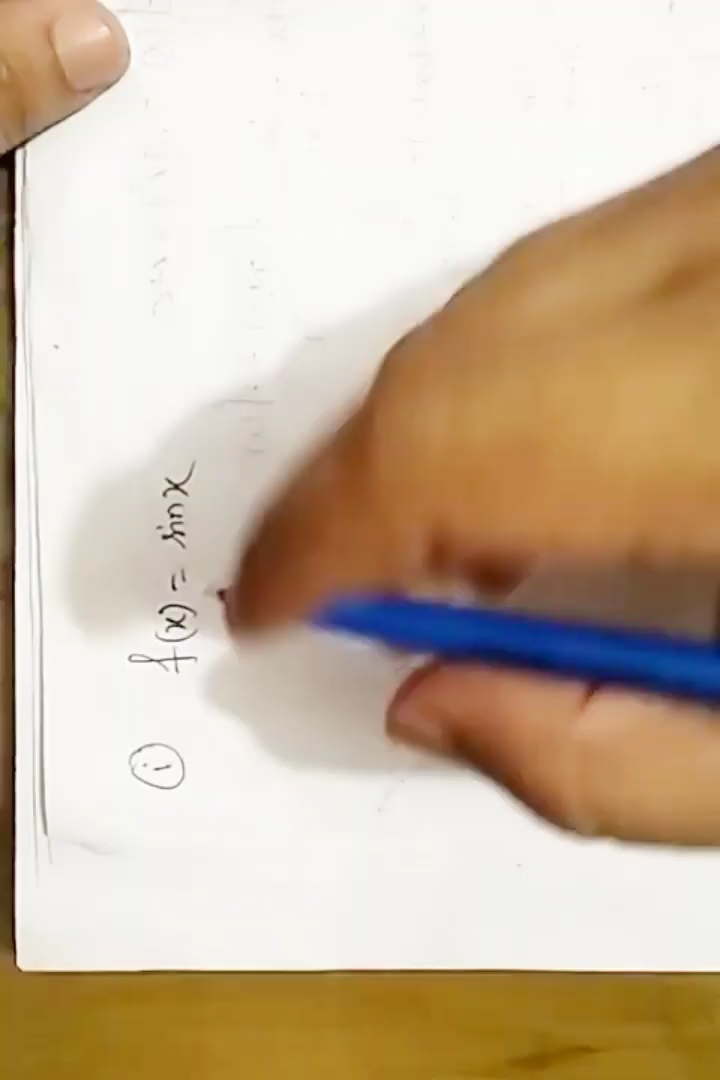 (i) f(x) = sin x